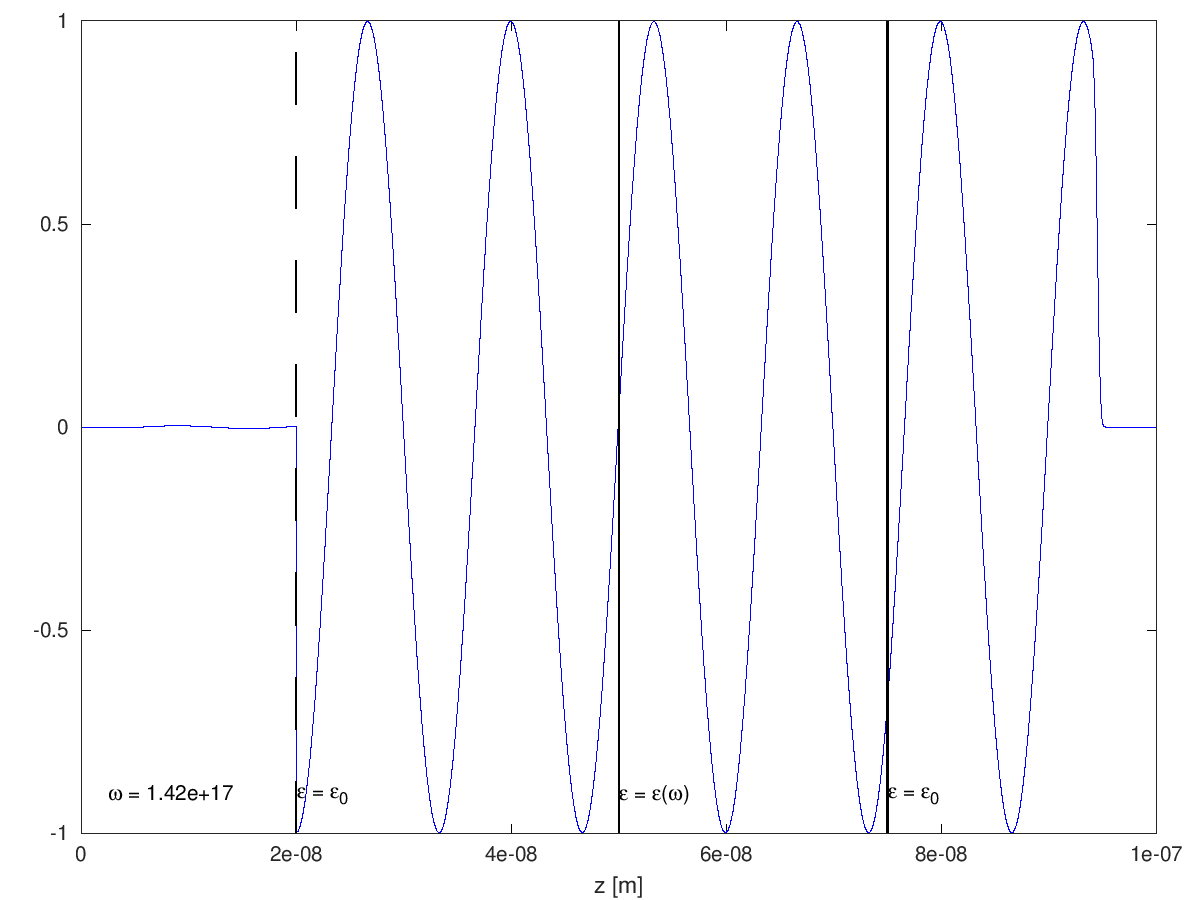 1
0.5
0
-0.5
-1
ω = 1.42e+17
ε = ε0
ε = ε(ω)
ε = ε0
0
2e-08
4e-08
6e-08
8e-08
1e-07
z [m]